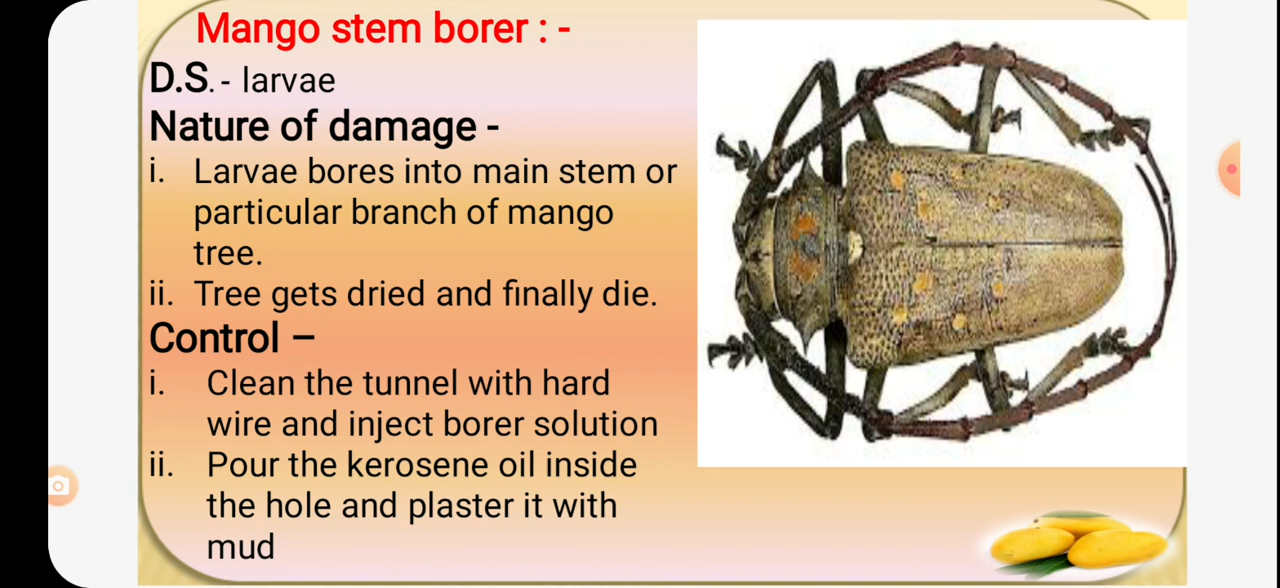 Mango stem borer : -
D.S. - larvae
Nature of damage -
i. Larvae bores into main stem or
particular branch of mango
tree.
ii. Tree gets dried and finally die.
Control –
i. Clean the tunnel with hard
wire and inject borer solution
ii. Pour the kerosene oil inside
the hole and plaster it with
mud